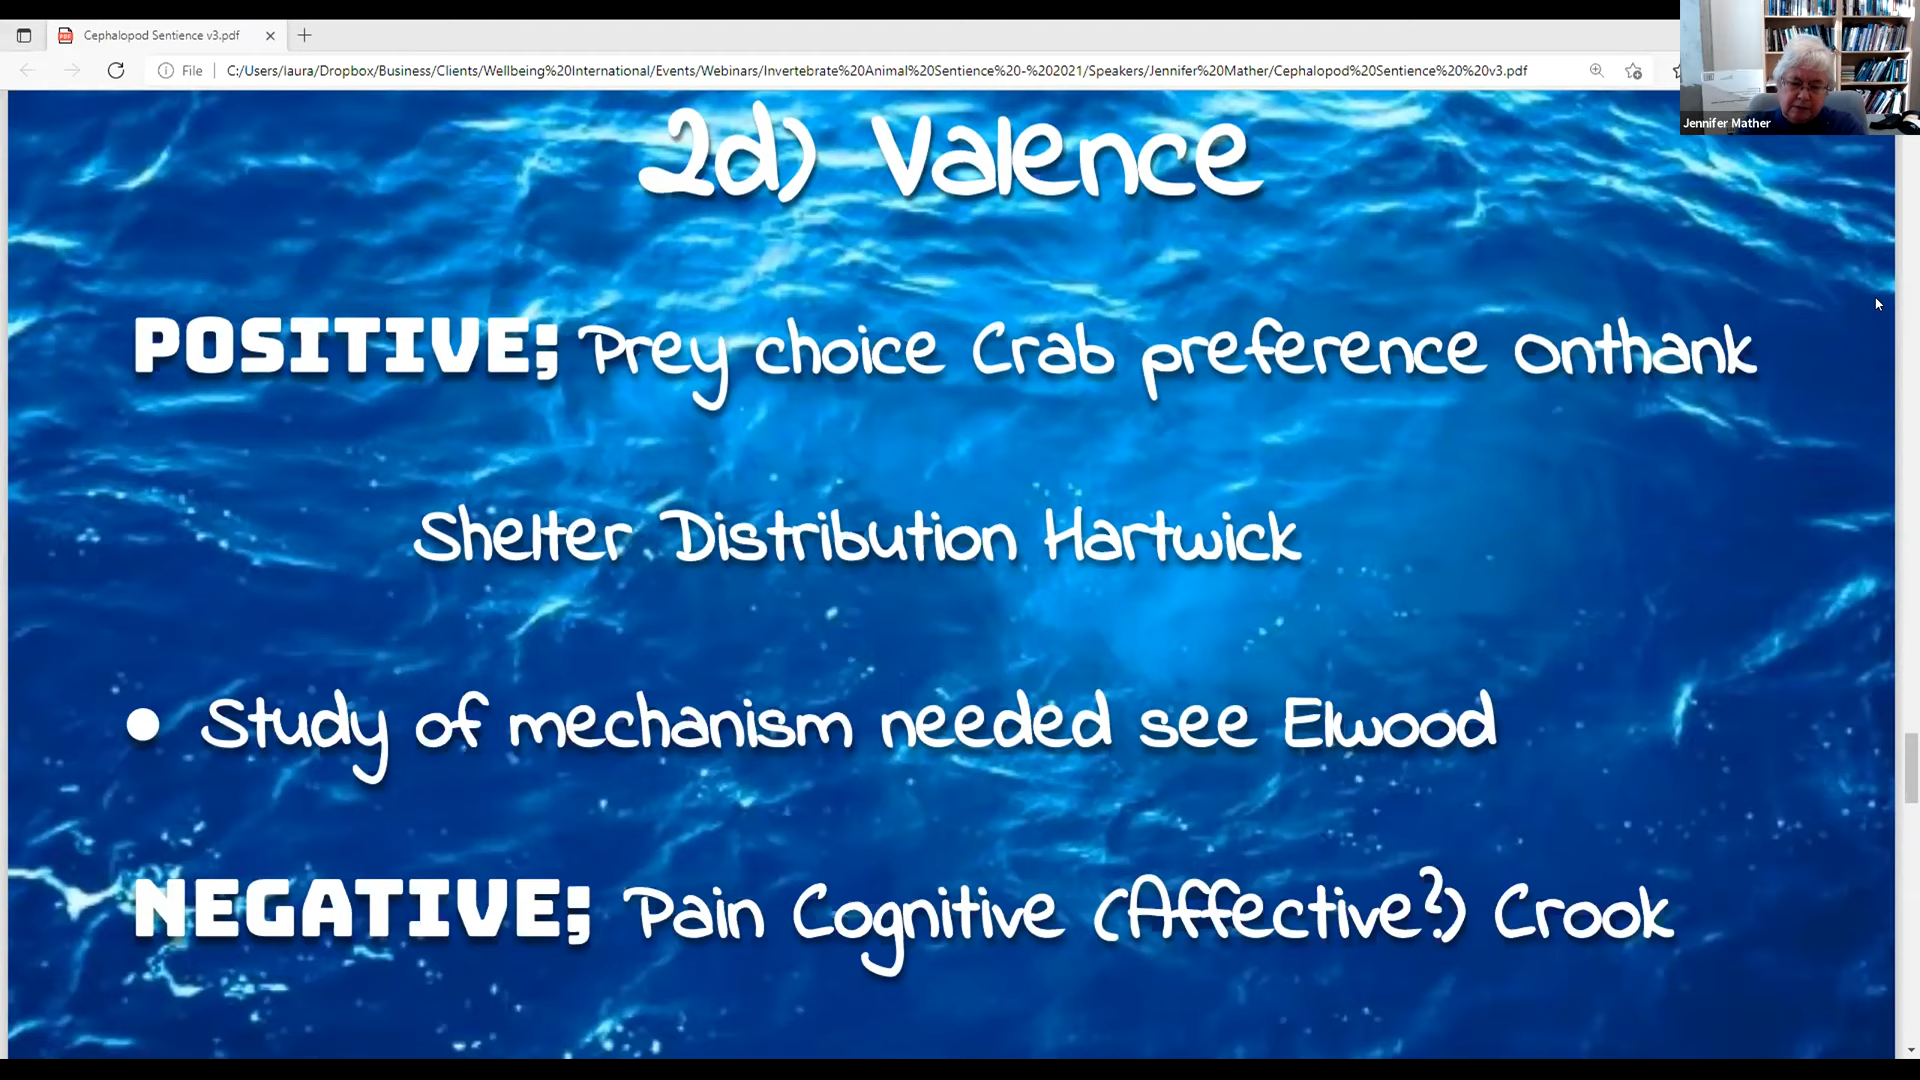 Cephalopod Sentience v3.pdf
File | C:/Users/laura/Dropbox/Business/Clients/Wellbeing%20International/Events/Webinars/Invertebrate%20Animal%20Sentience%20-%202021/Speakers/Jennifer%20Mather/Cephalopod%20Sentience%20%20v3.pdf
Jennifer Mather
2d) Valence
POSITIVE; Prey choice Crab preference Onthank
Shelter Distribution Hartwick
• Study of mechanism needed see Elwood
NEGATIVE; Pain Cognitive (Affective?) Crook